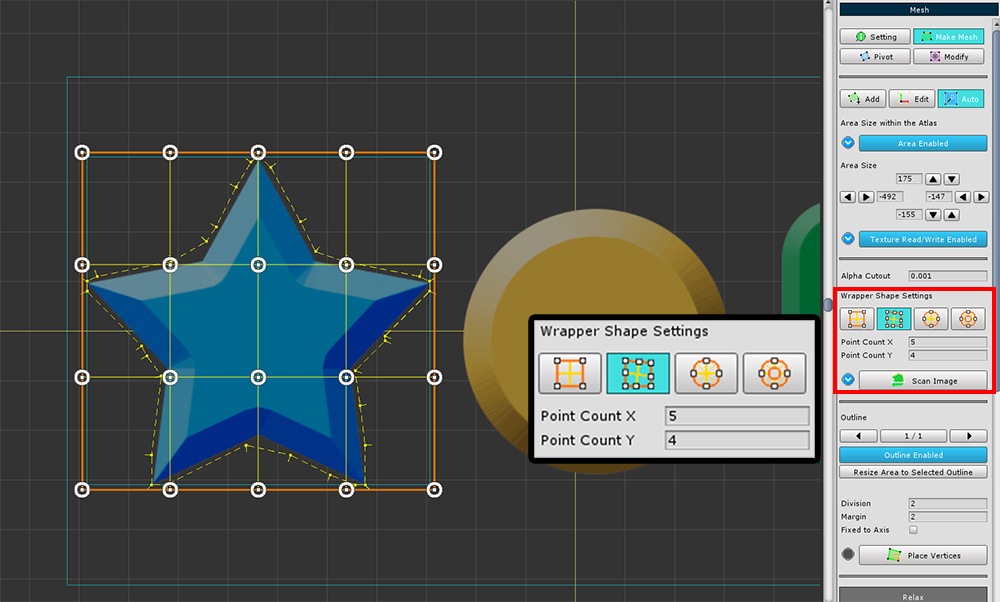 Mesh
Setting Make Mesh
Pivot Modify
Add Edit Auto
Area Size within the Atlas
Area Enabled
Area Size
175
-492 -147
-155
Texture Read/Write Enabled
Alpha Cutout 0.001
Wrapper Shape Settings
Point Count X 5
Point Count Y 4
Scan Image
Outline
1 / 1
Outline Enabled
Resize Area to Selected Outline
Division 2
Margin 2
Fixed to Axis
Place Vertices
Relax
Wrapper Shape Settings
Point Count X 5
Point Count Y 4